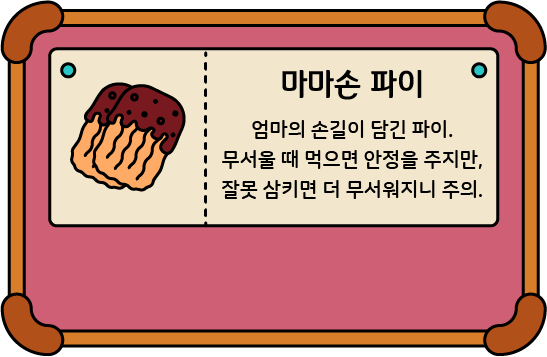 마마손 파이
엄마의 손길이 담긴 파이.
무서울 때 먹으면 안정을 주지만,
잘못 삼키면 더 무서워지니 주의.